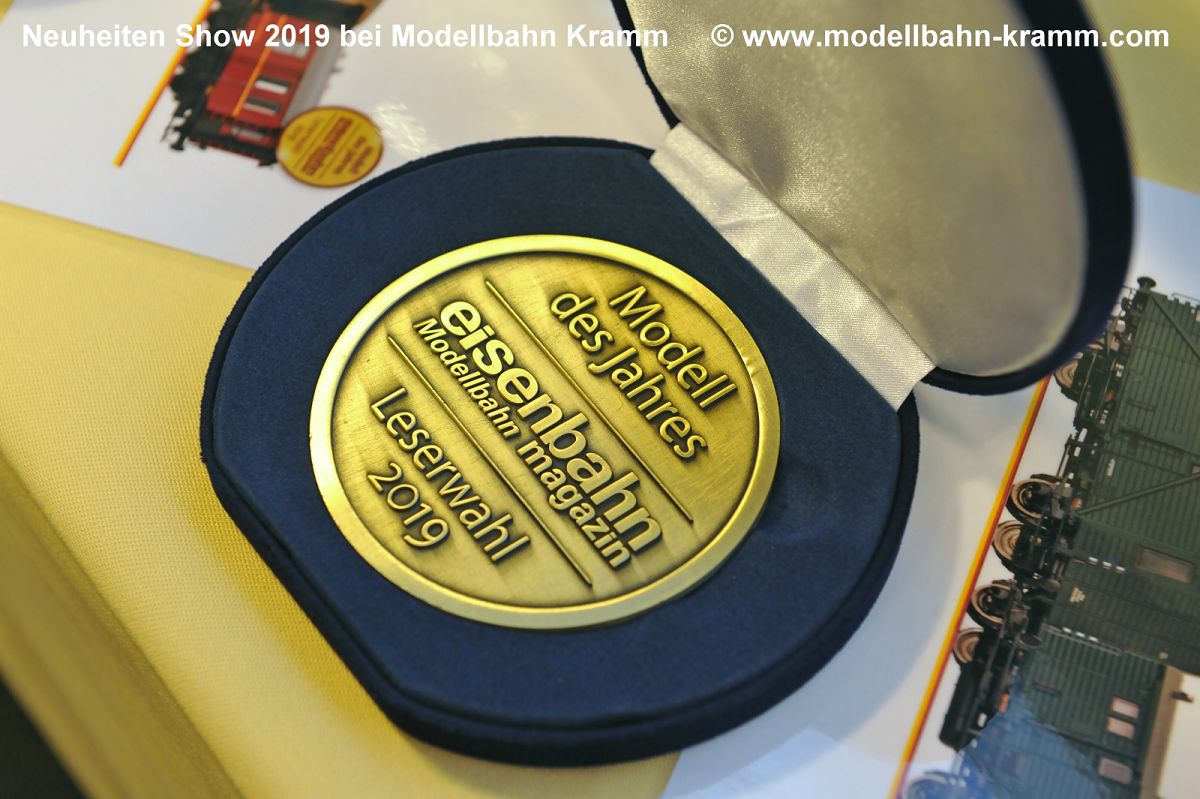 Neuheiten Show 2019 bei Modellbahn Kramm © www.modellbahn-kramm.com
Modell
des Jahres
eisenbahn
Modellbahn magazin
Leserwahl
2019